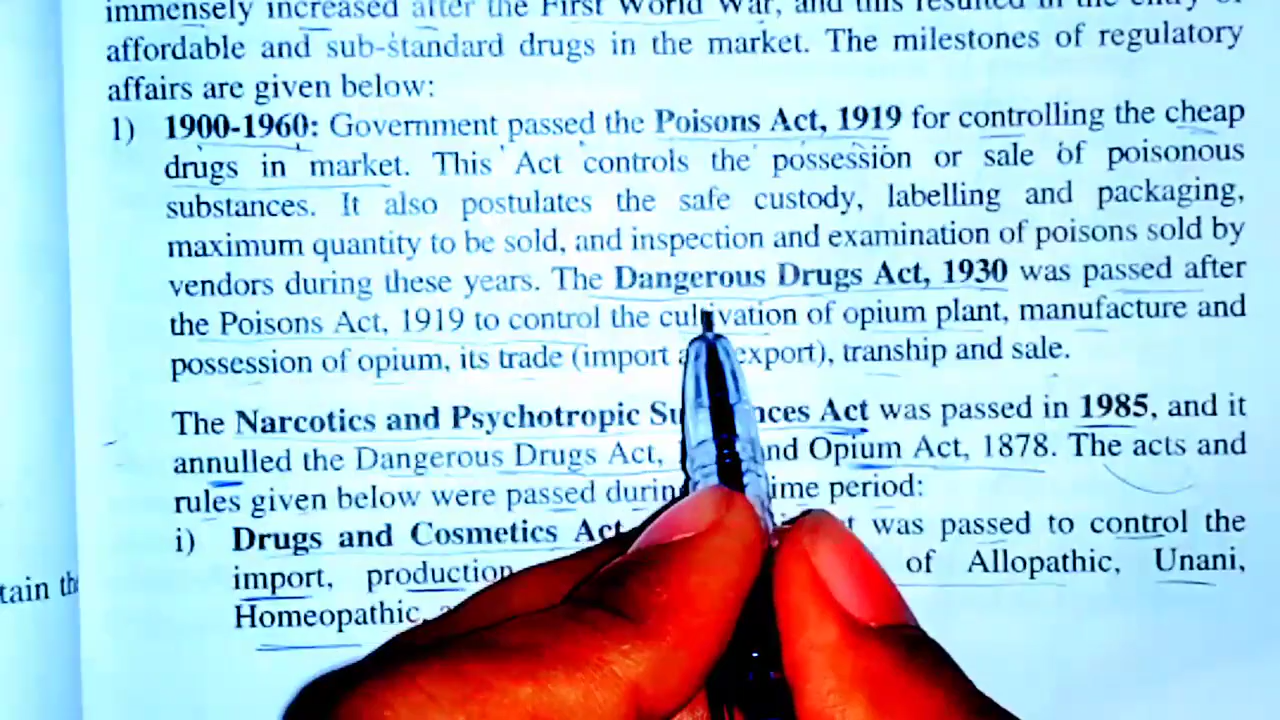 immensely increased after the First World War, and this resulted in the entry of
affordable and sub-standard drugs in the market. The milestones of regulatory
affairs are given below:
1) 1900-1960: Government passed the Poisons Act, 1919 for controlling the cheap
drugs in market. This Act controls the possession or sale of poisonous
substances. It also postulates the safe custody, labelling and packaging,
maximum quantity to be sold, and inspection and examination of poisons sold by
vendors during these years. The Dangerous Drugs Act, 1930 was passed after
the Poisons Act, 1919 to control the cultivation of opium plant, manufacture and
possession of opium, its trade (import export), tranship and sale.
The Narcotics and Psychotropic Su nces Act was passed in 1985, and it
annulled the Dangerous Drugs Act, nd Opium Act, 1878. The acts and
rules given below were passed durin ime period:
i) Drugs and Cosmetics Act was passed to control the
import, production of Allopathic, Unani,
Homeopathic,
tain th